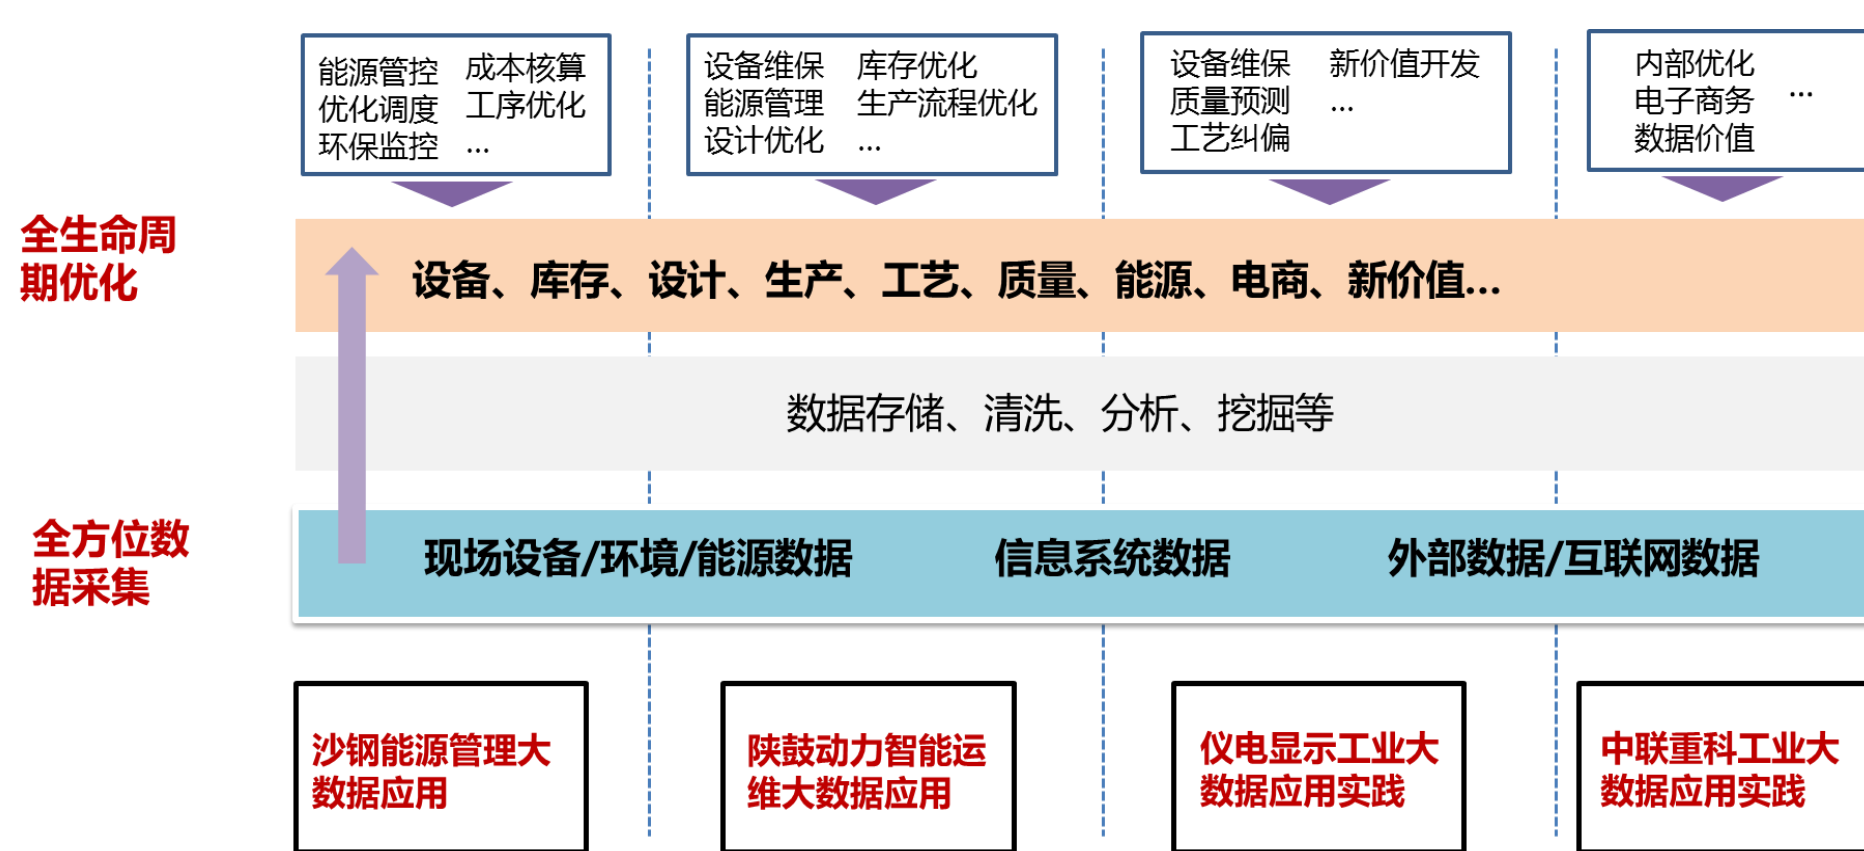 能源管控
优化调度
环保监控
成本核算
工序优化
...
设备维保
能源管理
设计优化
库存优化
生产流程优化
...
设备维保
质量预测
工艺纠偏
新价值开发
...
内部优化
电子商务
数据价值
...
全生命周
期优化
设备、库存、设计、生产、工艺、质量、能源、电商、新价值...
数据存储、清洗、分析、挖掘等
全方位数
据采集
现场设备/环境/能源数据
信息系统数据
外部数据/互联网数据
沙钢能源管理大
数据应用
陕鼓动力智能运
维大数据应用
仪电显示工业大
数据应用实践
中联重科工业大
数据应用实践